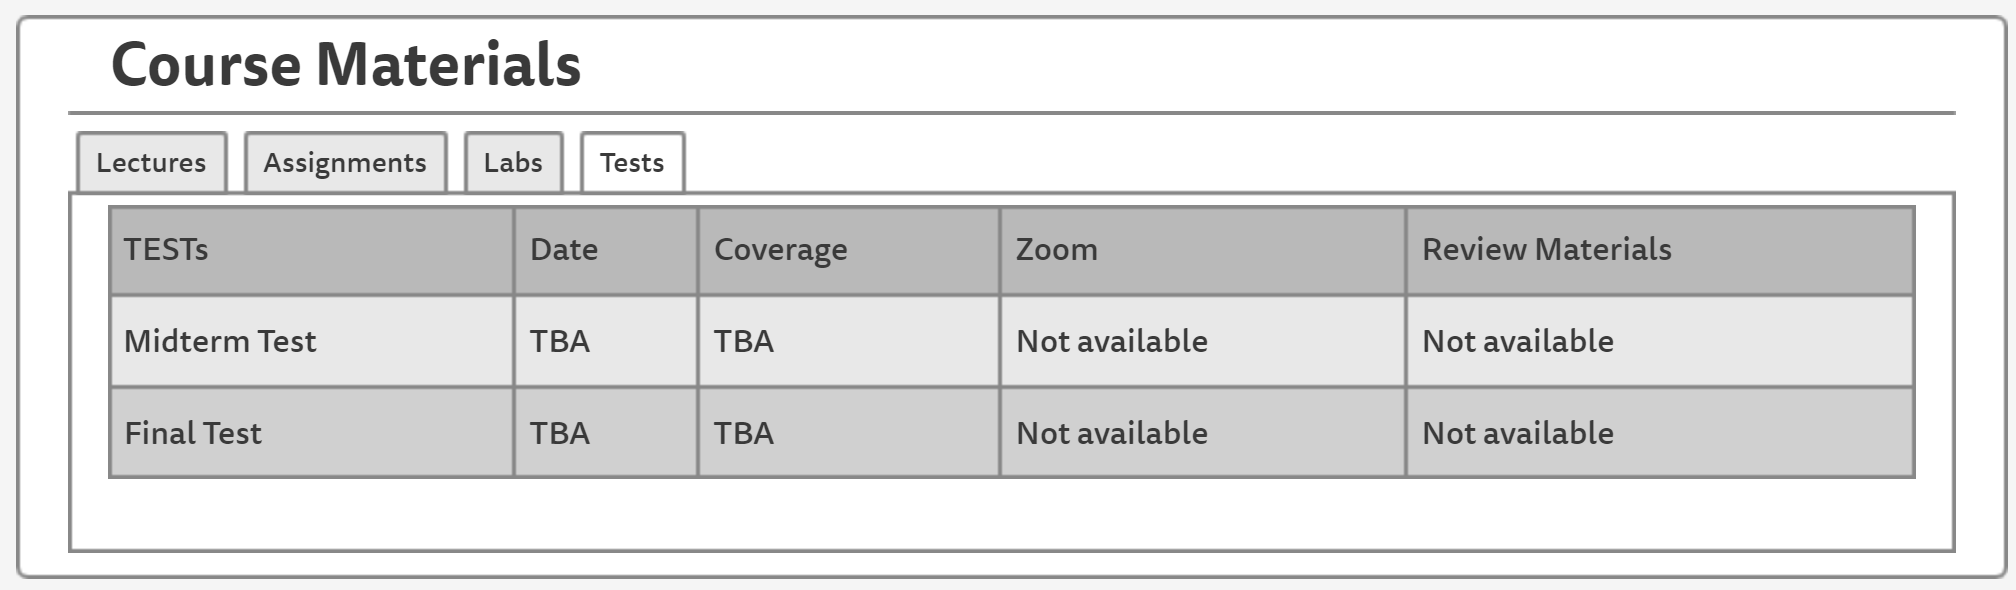 Course Materials
Lectures Assignments Labs Tests
TESTs Date Coverage Zoom Review Materials
Midterm Test TBA TBA Not available Not available
Final Test TBA TBA Not available Not available